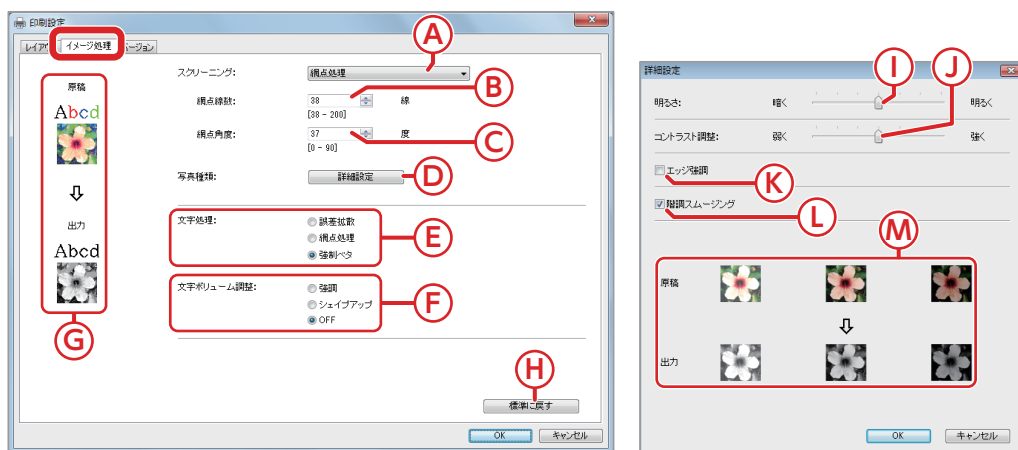 印刷設定
レイアウ イメージ処理 バージョン
原稿
Abcd
出力
Abcd
G
スクリーニング: 網点処理 A
網点線数: 38 線 B
[38 - 200]
網点角度: 37 度 C
[0 - 90]
写真種類: 詳細設定 D
文字処理: 誤差拡散
網点処理 E
強制ベタ
文字ボリューム調整: 強調
シェイプアップ F
OFF
H
標準に戻す
OK キャンセル
詳細設定
I J
明るさ: 暗く 明るく
コントラスト調整: 弱く 強く
エッジ強調 K
階調スムージング L
M
原稿
出力
OK キャンセル